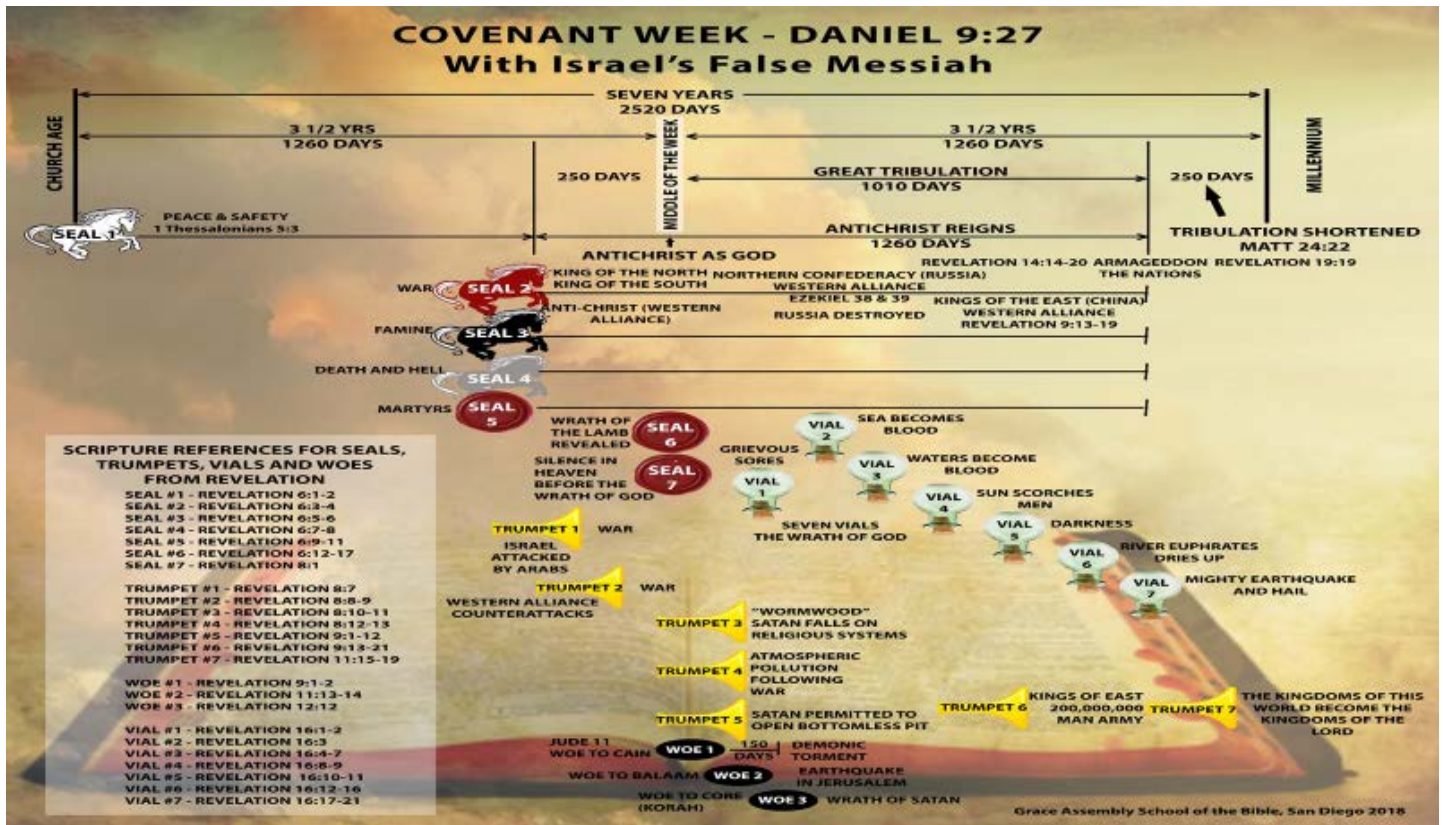 COVENANT WEEK - DANIEL 9:27
With Israel's False Messiah
SEVEN YEARS
2520 DAYS
3 1/2 YRS
1260 DAYS
3 1/2 YRS
1260 DAYS
CHURCH AGE
MIDDLE OF THE WEEK
MILLENNIUM
250 DAYS
GREAT TRIBULATION
1010 DAYS
250 DAYS
SEAL 1
PEACE & SAFETY
1 Thessalonians 5:3
ANTICHRIST REIGNS
1260 DAYS
TRIBULATION SHORTENED
MATT 24:22
ANTICHRIST AS GOD
WAR
SEAL 2
KING OF THE NORTH
KING OF THE SOUTH
ANTI-CHRIST (WESTERN
ALLIANCE)
NORTHERN CONFEDERACY (RUSSIA)
WESTERN ALLIANCE
EZEKIEL 38 & 39
RUSSIA DESTROYED
REVELATION 14:14-20 ARMAGEDDON REVELATION 19:19
THE NATIONS
KINGS OF THE EAST (CHINA)
WESTERN ALLIANCE
REVELATION 9:13-19
FAMINE
SEAL 3
DEATH AND HELL
SEAL 4
MARTYRS
SEAL
5
WRATH OF
THE LAMB
REVEALED
SEAL
6
SILENCE IN
HEAVEN
BEFORE THE
WRATH OF GOD
SEAL
7
GRIEVOUS
SORES
VIAL
1
VIAL
2
SEA BECOMES
BLOOD
VIAL
3
WATERS BECOME
BLOOD
VIAL
4
SUN SCORCHES
MEN
VIAL
5
DARKNESS
VIAL
6
RIVER EUPHRATES
DRIES UP
VIAL
7
MIGHTY EARTHQUAKE
AND HAIL
SEVEN VIALS
THE WRATH OF GOD
SCRIPTURE REFERENCES FOR SEALS,
TRUMPETS, VIALS AND WOES
FROM REVELATION
SEAL #1 - REVELATION 6:1-2
SEAL #2 - REVELATION 6:3-4
SEAL #3 - REVELATION 6:5-6
SEAL #4 - REVELATION 6:7-8
SEAL #5 - REVELATION 6:9-11
SEAL #6 - REVELATION 6:12-17
SEAL #7 - REVELATION 8:1
TRUMPET #1 - REVELATION 8:7
TRUMPET #2 - REVELATION 8:8-9
TRUMPET #3 - REVELATION 8:10-11
TRUMPET #4 - REVELATION 8:12-13
TRUMPET #5 - REVELATION 9:1-12
TRUMPET #6 - REVELATION 9:13-21
TRUMPET #7 - REVELATION 11:15-19
WOE #1 - REVELATION 9:1-2
WOE #2 - REVELATION 11:13-14
WOE #3 - REVELATION 12:12
VIAL #1 - REVELATION 16:1-2
VIAL #2 - REVELATION 16:3
VIAL #3 - REVELATION 16:4-7
VIAL #4 - REVELATION 16:8-9
VIAL #5 - REVELATION 16:10-11
VIAL #6 - REVELATION 16:12-16
VIAL #7 - REVELATION 16:17-21
TRUMPET 1
WAR
ISRAEL
ATTACKED
BY ARABS
TRUMPET 2
WAR
WESTERN ALLIANCE
COUNTERATTACKS
TRUMPET 3
"WORMWOOD"
SATAN FALLS ON
RELIGIOUS SYSTEMS
TRUMPET 4
ATMOSPHERIC
POLLUTION
FOLLOWING
WAR
TRUMPET 5
SATAN PERMITTED TO
OPEN BOTTOMLESS PIT
TRUMPET 6
KINGS OF EAST
200,000,000
MAN ARMY
TRUMPET 7
THE KINGDOMS OF THIS
WORLD BECOME THE
KINGDOMS OF THE
LORD
JUDE 11
WOE TO CAIN
WOE 1
150
DAYS
DEMONIC
TORMENT
WOE TO BALAAM
WOE 2
EARTHQUAKE
IN JERUSALEM
WOE TO CORE
(KORAH)
WOE 3
WRATH OF SATAN
Grace Assembly School of the Bible, San Diego 2018